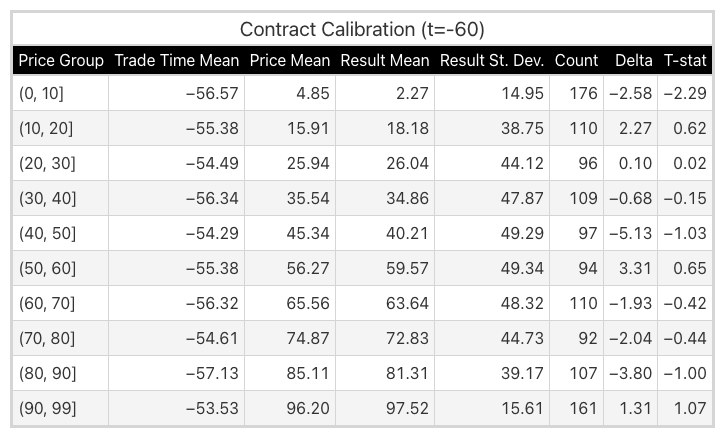 Contract Calibration (t=-60)
Price Group Trade Time Mean Price Mean Result Mean Result St. Dev. Count Delta T-stat
(0, 10] −56.57 4.85 2.27 14.95 176 −2.58 −2.29
(10, 20] −55.38 15.91 18.18 38.75 110 2.27 0.62
(20, 30] −54.49 25.94 26.04 44.12 96 0.10 0.02
(30, 40] −56.34 35.54 34.86 47.87 109 −0.68 −0.15
(40, 50] −54.29 45.34 40.21 49.29 97 −5.13 −1.03
(50, 60] −55.38 56.27 59.57 49.34 94 3.31 0.65
(60, 70] −56.32 65.56 63.64 48.32 110 −1.93 −0.42
(70, 80] −54.61 74.87 72.83 44.73 92 −2.04 −0.44
(80, 90] −57.13 85.11 81.31 39.17 107 −3.80 −1.00
(90, 99] −53.53 96.20 97.52 15.61 161 1.31 1.07